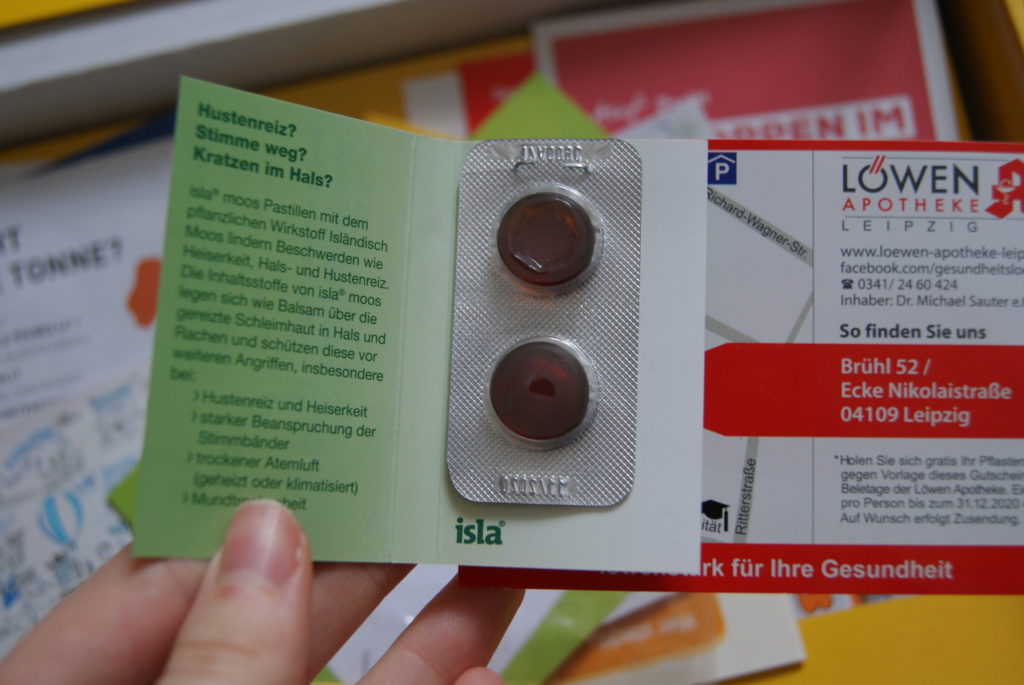 Hustenreiz?
Stimme weg?
Kratzen im Hals?
isla® moos Pastillen mit dem
pflanzlichen Wirkstoff Isländisch
Moos lindern Beschwerden wie
Heiserkeit, Hals- und Hustenreiz.
Die Inhaltsstoffe von isla® moos
legen sich wie Balsam über die
gereizte Schleimhaut in Hals und
Rachen und schützen diese vor
weiteren Angriffen, insbesondere
bei:
› Hustenreiz und Heiserkeit
› starker Beanspruchung der
Stimmbänder
› trockener Atemluft
(geheizt oder klimatisiert)
isla®
P
Richard-Wagner-Str.
Ritterstraße
ität
LÖWEN
APOTHEKE
LEIPZIG
www.loewen-apotheke-leip
facebook.com/gesundheitslo
☎ 0341/ 24 60 424
Inhaber: Dr. Michael Sauter e.
So finden Sie uns
Brühl 52 /
Ecke Nikolaistraße
04109 Leipzig
*Holen Sie sich gratis Ihr Pflaster
gegen Vorlage dieses Gutschein
Beletage der Löwen Apotheke. Ei
pro Person bis zum 31.12.2020
Auf Wunsch erfolgt Zusendung.
rk für Ihre Gesundheit
TONNE?
PPEN IM